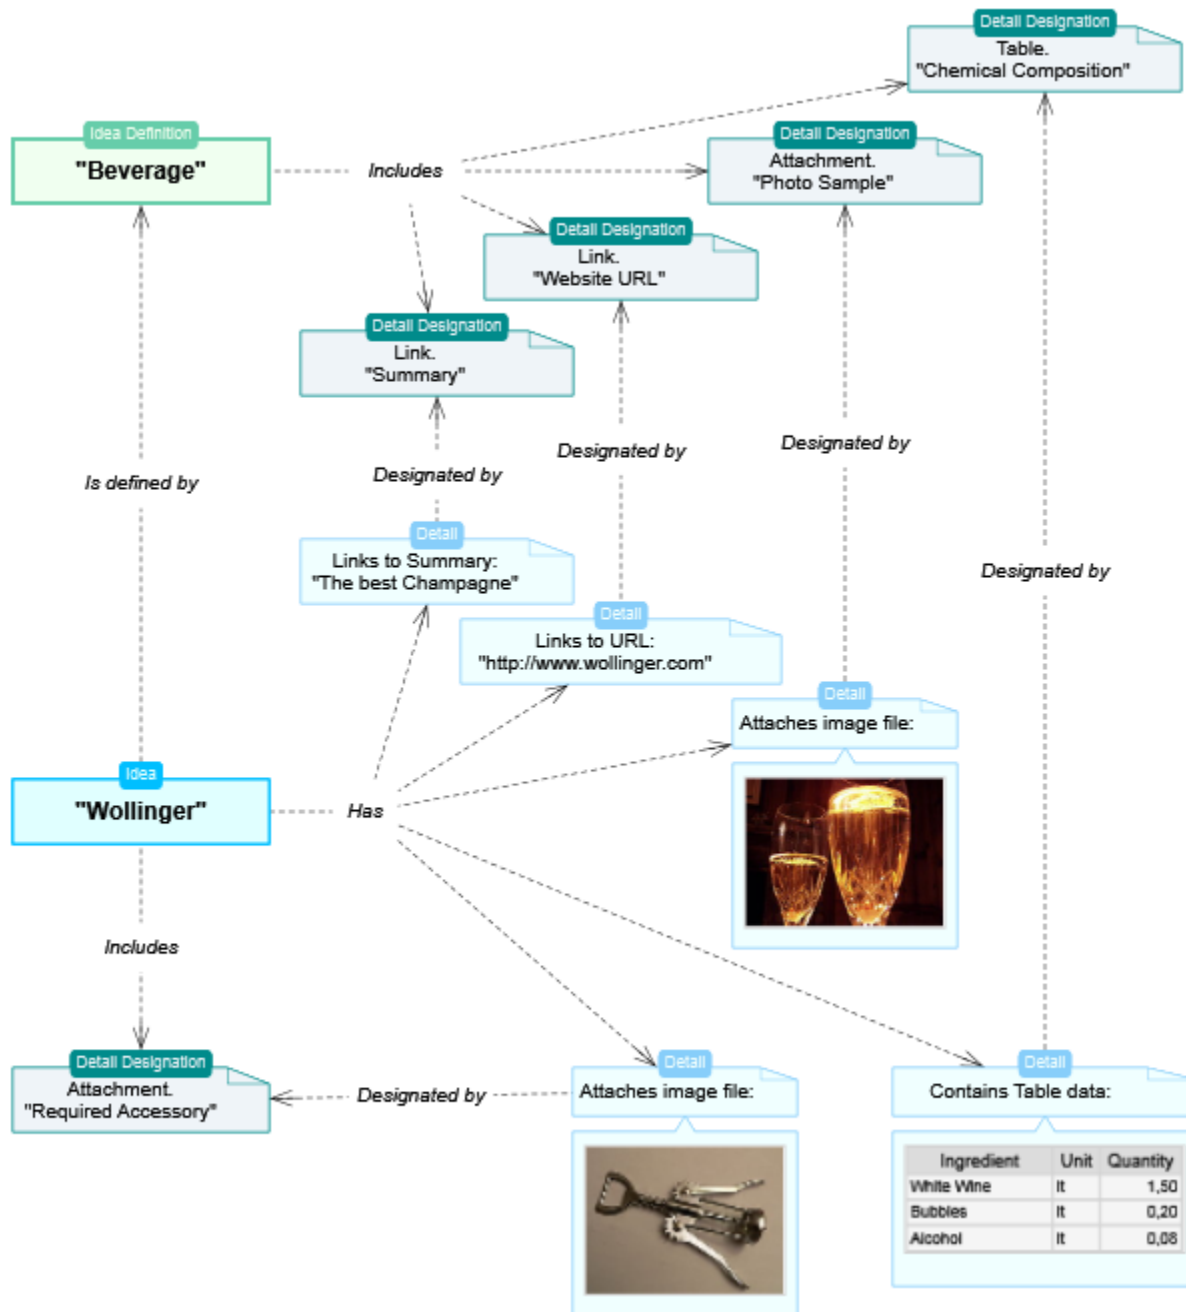 Detail Designation
Table.
"Chemical Composition"
Idea Definition
"Beverage"
Includes
Detail Designation
Attachment.
"Photo Sample"
Detail Designation
Link.
"Website URL"
Detail Designation
Link.
"Summary"
Is defined by
Designated by
Designated by
Designated by
Designated by
Detail
Links to Summary:
"The best Champagne"
Detail
Links to URL:
"http://www.wollinger.com"
Detail
Attaches image file:
Idea
"Wollinger"
Has
Includes
Detail Designation
Attachment.
"Required Accessory"
Designated by
Detail
Attaches image file:
Detail
Contains Table data:
Ingredient Unit Quantity
White Wine lt 1,50
Bubbles lt 0,20
Alcohol lt 0,08